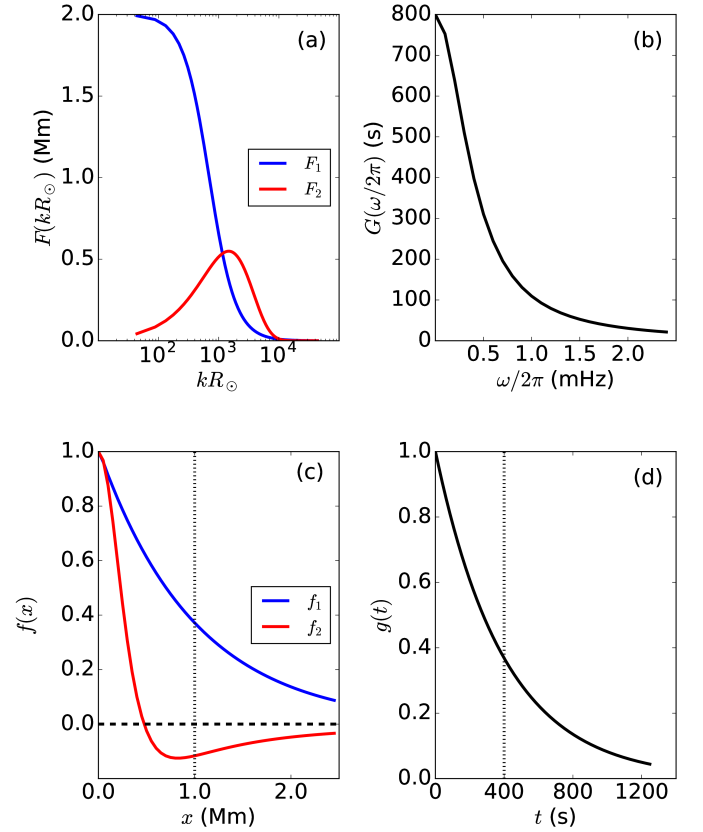 (a)
2.0
1.5
1.0
0.5
0.0
F(kR⊙) (Mm)
F₁
F₂
10² 10³ 10⁴
kR⊙
(b)
800
700
600
500
400
300
200
100
0
G(ω/2π) (s)
0.5 1.0 1.5 2.0
ω/2π (mHz)
(c)
1.0
0.8
0.6
0.4
0.2
0.0
f(x)
f₁
f₂
0.0 1.0 2.0
x (Mm)
(d)
1.0
0.8
0.6
0.4
0.2
0.0
g(t)
0 400 800 1200
t (s)